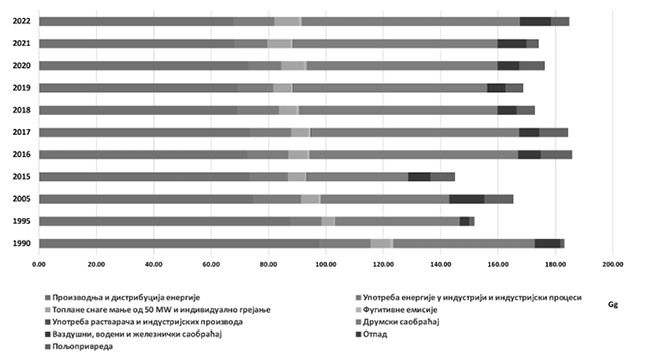 2022
2021
2020
2019
2018
2017
2016
2015
2005
1995
1990
0.00 20.00 40.00 60.00 80.00 100.00 120.00 140.00 160.00 180.00 200.00
Gg
Производња и дистрибуција енергије
Употреба енергије у индустрији и индустријски процеси
Топлане снаге мање од 50 MW и индивидуално грејање
Фугитивне емисије
Употреба растварача и индустријских производа
Друмски саобраћај
Ваздушни, водени и железнички саобраћај
Отпад
Пољопривреда